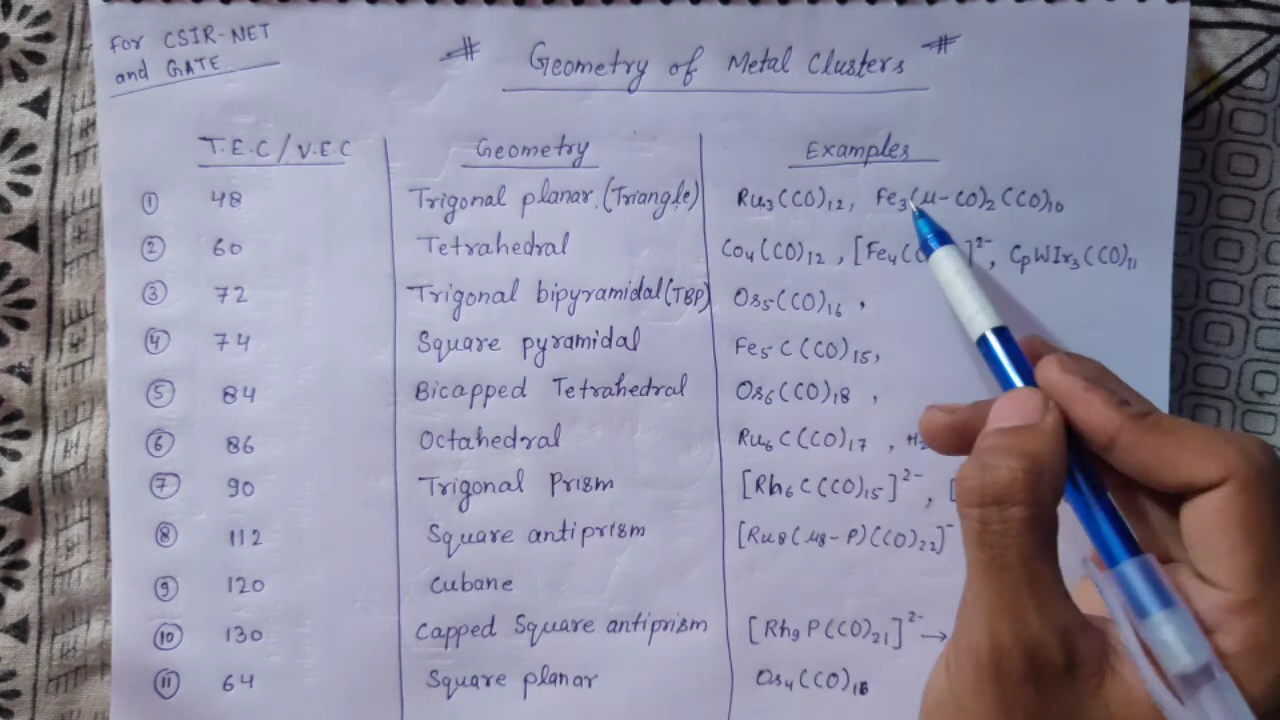 For CSIR-NET
and GATE
# Geometry of Metal Clusters #
T.E.C / V.E.C Geometry Examples
① 48 Trigonal planar. (Triangle) Ru3(CO)12, Fe3(μ-CO)2(CO)10
② 60 Tetrahedral Co4(CO)12, [Fe4(C ]2-, CpWIr3(CO)11
③ 72 Trigonal bipyramidal (TBP) Os5(CO)16,
④ 74 Square pyramidal Fe5C(CO)15,
⑤ 84 Bicapped Tetrahedral Os6(CO)18,
⑥ 86 Octahedral Ru6C(CO)17,
⑦ 90 Trigonal Prism [Rh6C(CO)15]2-, [
⑧ 112 Square antiprism [Ru8(μ8-P)(CO)22]-
⑨ 120 Cubane
⑩ 130 Capped Square antiprism [Rh9P(CO)21]2- →
⑪ 64 Square planar Os4(CO)16